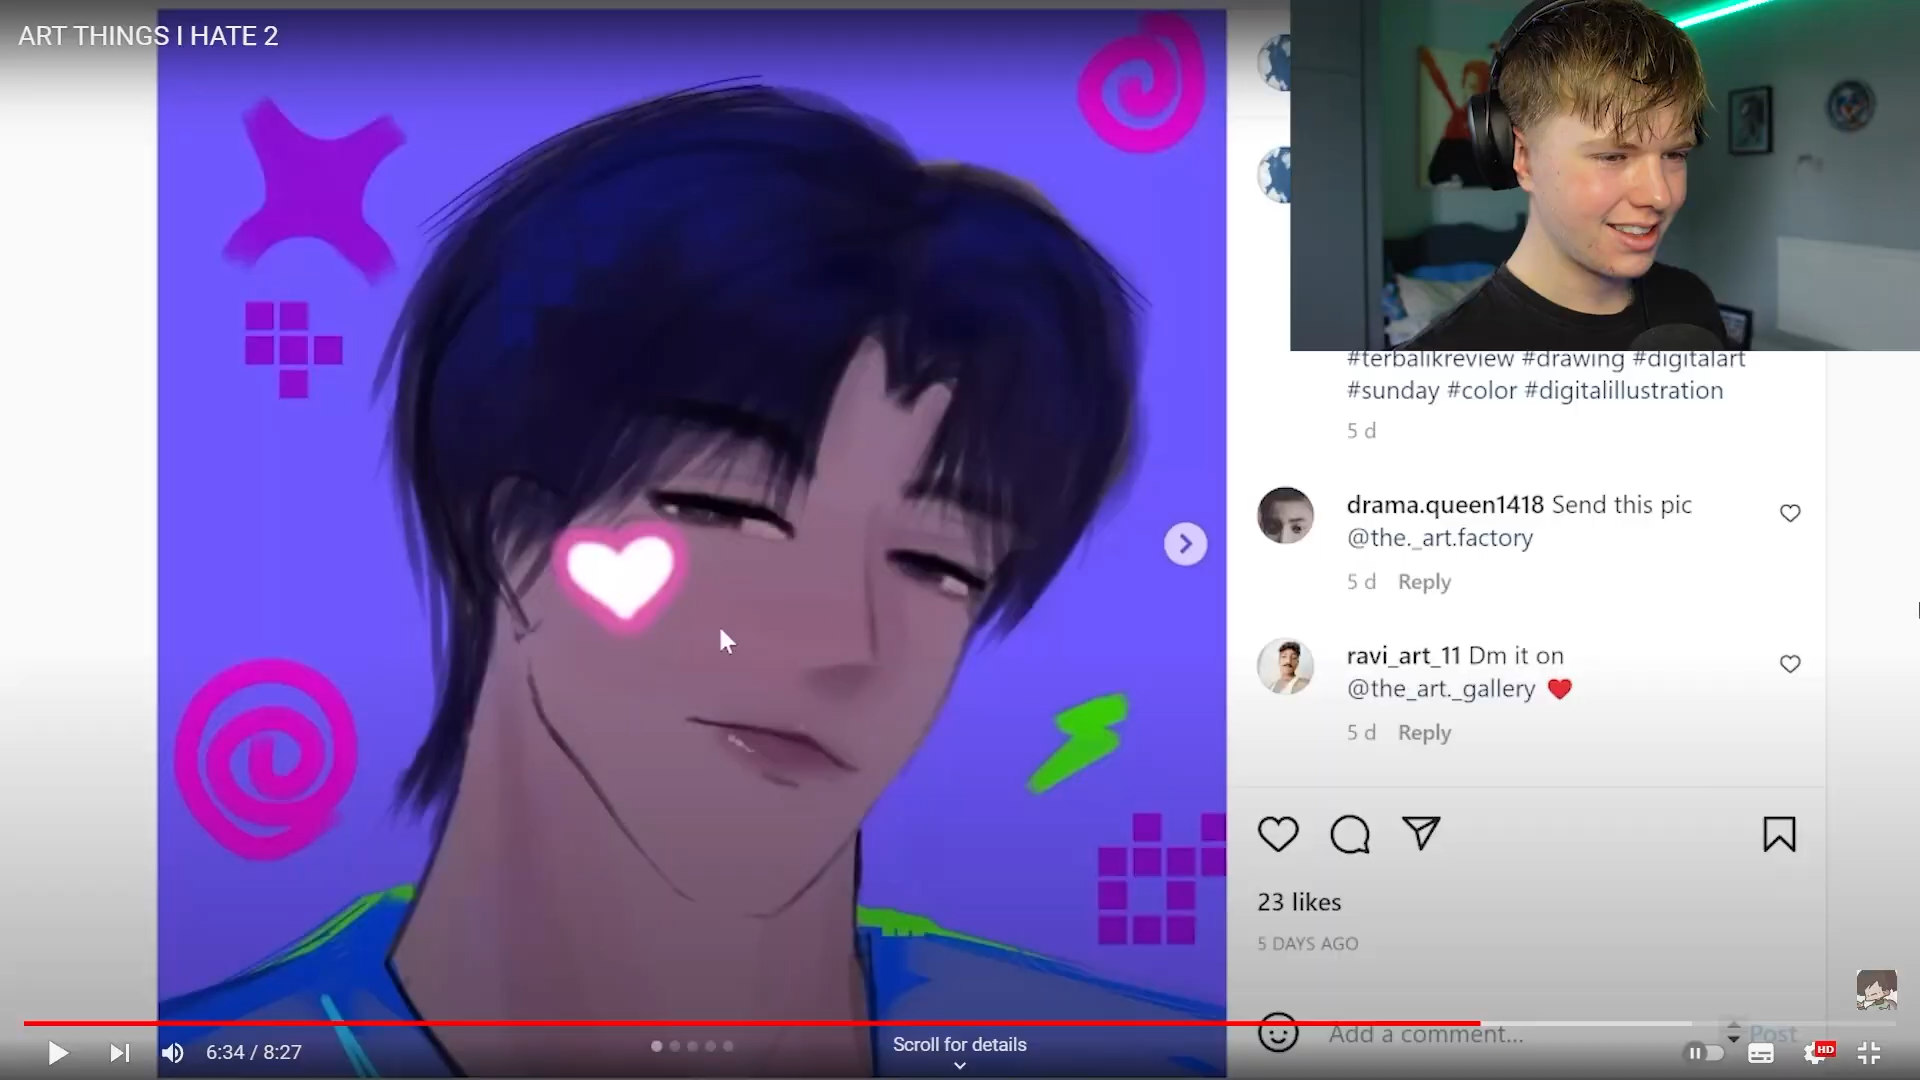 ART THINGS I HATE 2
#terbalikreview #drawing #digitalart
#sunday #color #digitalillustration
5 d
drama.queen1418 Send this pic
@the._art.factory
5 d Reply
ravi_art_11 Dm it on
@the_art._gallery
5 d Reply
23 likes
5 DAYS AGO
Add a comment...
Post
6:34 / 8:27
Scroll for details
HD